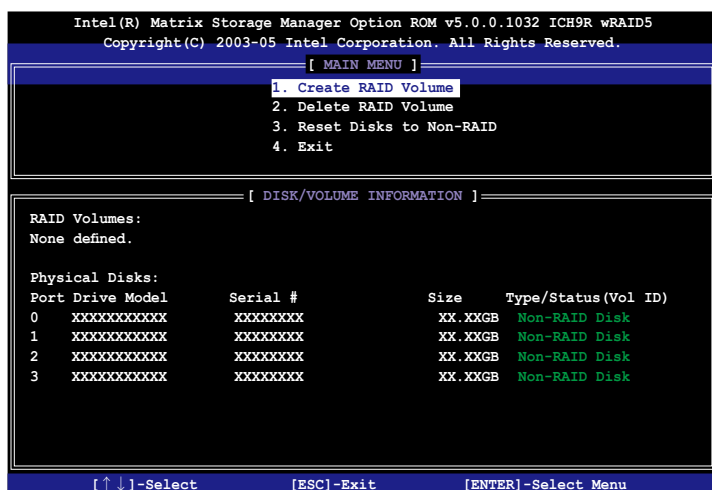 Intel(R) Matrix Storage Manager Option ROM v5.0.0.1032 ICH9R wRAID5
Copyright(C) 2003-05 Intel Corporation. All Rights Reserved.
[ MAIN MENU ]
1. Create RAID Volume
2. Delete RAID Volume
3. Reset Disks to Non-RAID
4. Exit
[ DISK/VOLUME INFORMATION ]
RAID Volumes:
None defined.
Physical Disks:
Port Drive Model Serial # Size Type/Status(Vol ID)
0 XXXXXXXXXXX XXXXXXXX XX.XXGB Non-RAID Disk
1 XXXXXXXXXXX XXXXXXXX XX.XXGB Non-RAID Disk
2 XXXXXXXXXXX XXXXXXXX XX.XXGB Non-RAID Disk
3 XXXXXXXXXXX XXXXXXXX XX.XXGB Non-RAID Disk
[↑↓]-Select [ESC]-Exit [ENTER]-Select Menu